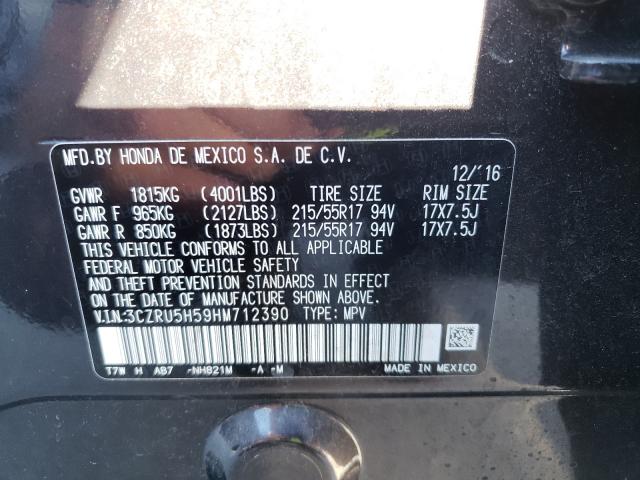 MFD.BY HONDA DE MEXICO S.A. DE C.V.
12/'16
GVWR 1815KG (4001LBS) TIRE SIZE RIM SIZE
GAWR F 965KG (2127LBS) 215/55R17 94V 17X7.5J
GAWR R 850KG (1873LBS) 215/55R17 94V 17X7.5J
THIS VEHICLE CONFORMS TO ALL APPLICABLE
FEDERAL MOTOR VEHICLE SAFETY
AND THEFT PREVENTION STANDARDS IN EFFECT
ON THE DATE OF MANUFACTURE SHOWN ABOVE.
V.I.N:3CZRU5H59HM712390 TYPE: MPV
T7W H AB7 -NH821M -A -M MADE IN MEXICO